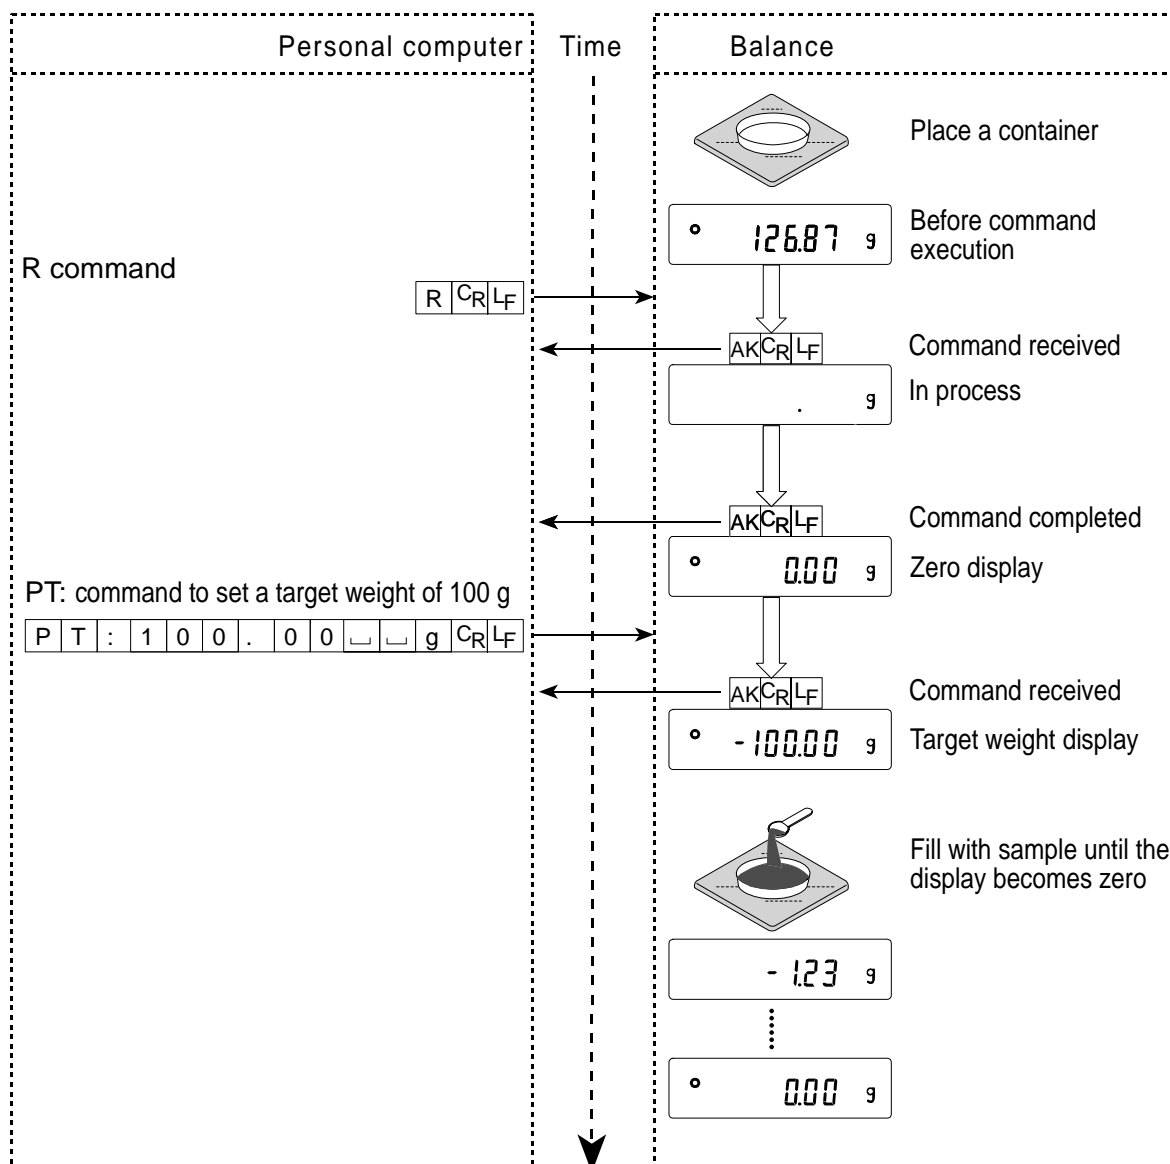 Personal computer Time Balance
Place a container
126.87 g Before command
execution
R command
R CR LF
AK CR LF Command received
. g In process
AK CR LF Command completed
0.00 g Zero display
PT: command to set a target weight of 100 g
P T : 1 0 0 . 0 0 ␣ ␣ g CR LF
AK CR LF Command received
-100.00 g Target weight display
Fill with sample until the
display becomes zero
-1.23 g
0.00 g